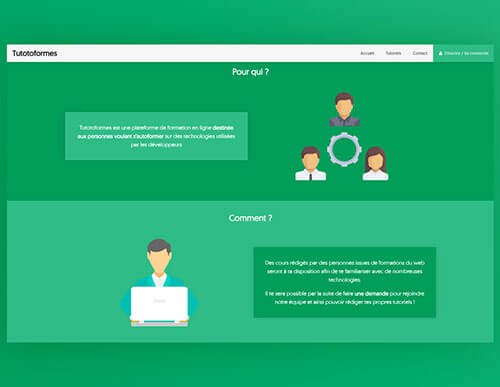 Tutotoformes
Accueil Tutoriels Contact S'inscrire / Se connecter
Pour qui ?
Tutotoformes est une plateforme de formation en ligne destinée
aux personnes voulant s'autoformer sur des technologies utilisées
par les développeurs
Comment ?
Des cours rédigés par des personnes issues de formations du web
seront à ta disposition afin de te familiariser avec de nombreuses
technologies.
Il te sera possible par la suite de faire une demande pour rejoindre
notre équipe et ainsi pouvoir rédiger tes propres tutoriels !